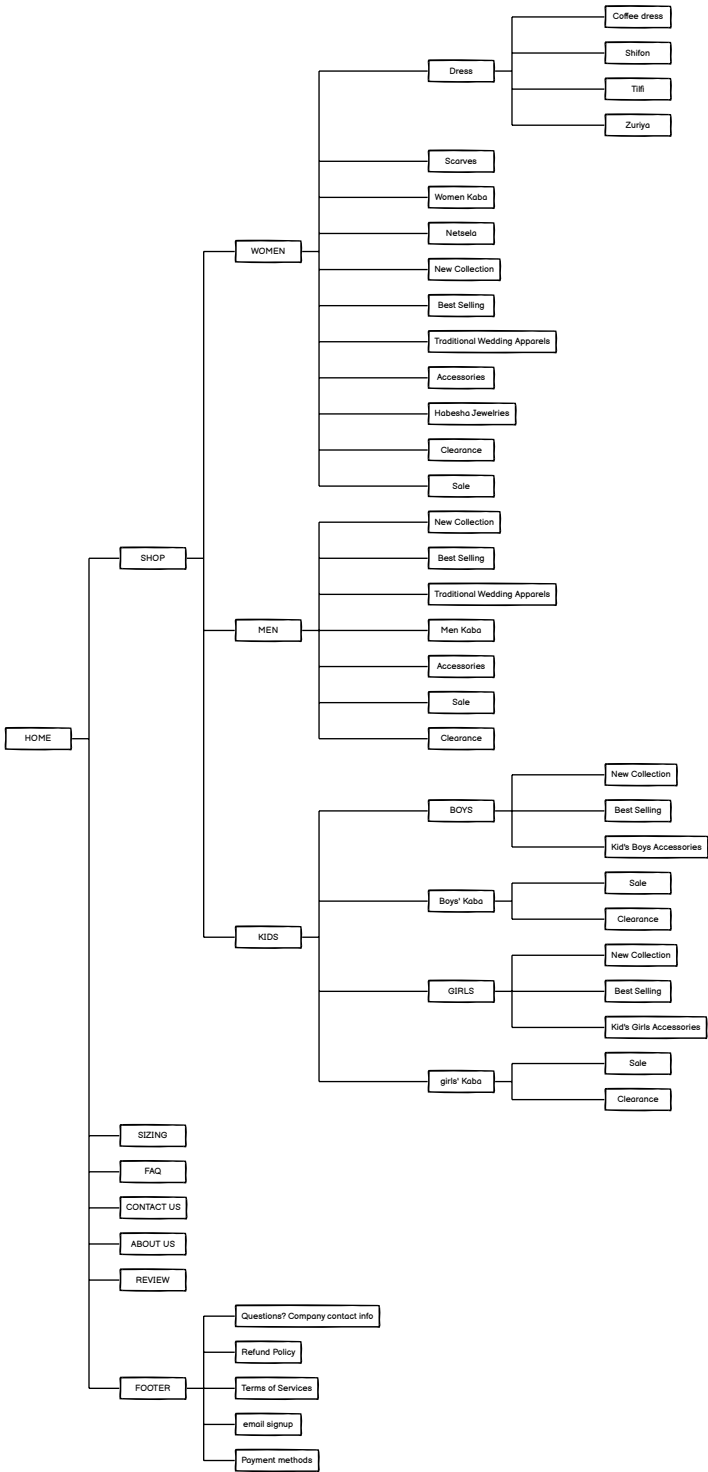 Coffee dress
Shifon
Dress
Tilfi
Zuriya
Scarves
Women Kaba
Netsela
WOMEN
New Collection
Best Selling
Traditional Wedding Apparels
Accessories
Habesha Jewelries
Clearance
Sale
New Collection
SHOP
Best Selling
Traditional Wedding Apparels
MEN
Men Kaba
Accessories
Sale
HOME
Clearance
New Collection
BOYS
Best Selling
Kid's Boys Accessories
Sale
Boys' Kaba
Clearance
KIDS
New Collection
GIRLS
Best Selling
Kid's Girls Accessories
Sale
girls' Kaba
Clearance
SIZING
FAQ
CONTACT US
ABOUT US
REVIEW
Questions? Company contact info
Refund Policy
FOOTER
Terms of Services
email signup
Payment methods